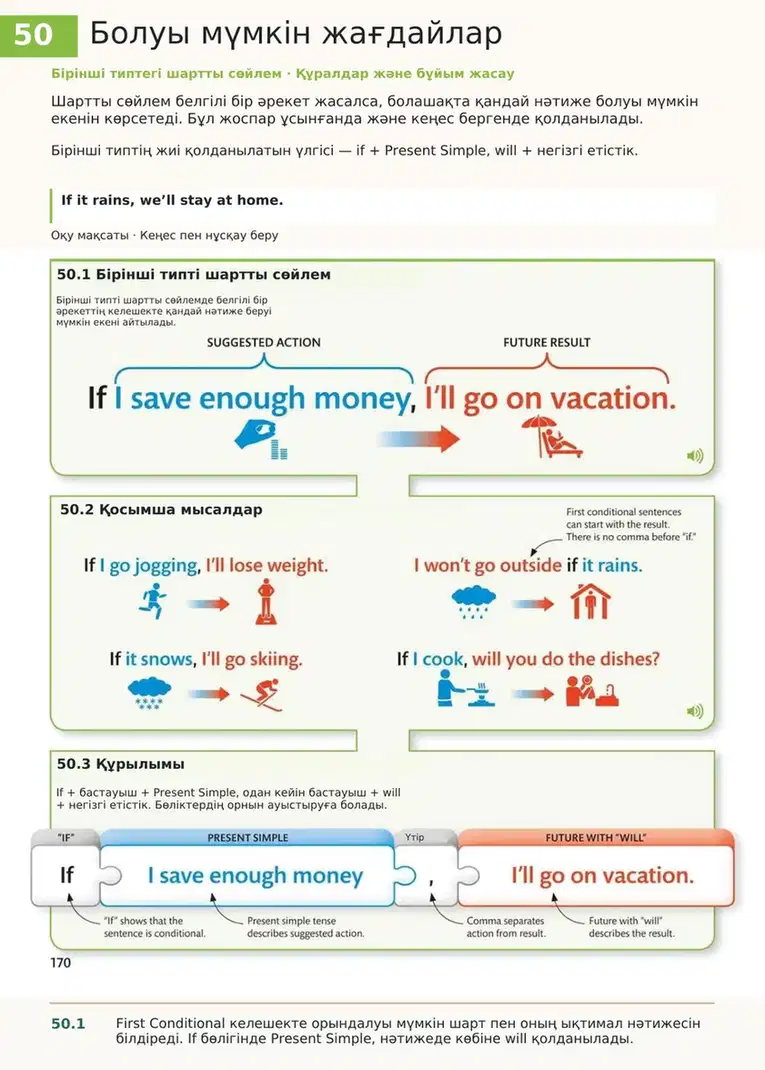 50 Болуы мүмкін жағдайлар
Бірінші типтегі шартты сөйлем · Құралдар және бұйым жасау
Шартты сөйлем белгілі бір әрекет жасалса, болашақта қандай нәтиже болуы мүмкін
екенін көрсетеді. Бұл жоспар ұсынғанда және кеңес бергенде қолданылады.
Бірінші типтің жиі қолданылатын үлгісі — if + Present Simple, will + негізгі етістік.
If it rains, we’ll stay at home.
Оқу мақсаты · Кеңес пен нұсқау беру
50.1 Бірінші типті шартты сөйлем
Бірінші типті шартты сөйлемде белгілі бір
әрекеттің келешекте қандай нәтиже беруі
мүмкін екені айтылады.
SUGGESTED ACTION FUTURE RESULT
If I save enough money, I’ll go on vacation.
50.2 Қосымша мысалдар
First conditional sentences
can start with the result.
There is no comma before “if.”
If I go jogging, I’ll lose weight.
I won’t go outside if it rains.
If it snows, I’ll go skiing.
If I cook, will you do the dishes?
50.3 Құрылымы
If + бастауыш + Present Simple, одан кейін бастауыш + will
+ негізгі етістік. Бөліктердің орнын ауыстыруға болады.
“IF” PRESENT SIMPLE Үтір FUTURE WITH “WILL”
If I save enough money , I’ll go on vacation.
“If” shows that the
sentence is conditional.
Present simple tense
describes suggested action.
Comma separates
action from result.
Future with “will”
describes the result.
170
50.1 First Conditional келешекте орындалуы мүмкін шарт пен оның ықтимал нәтижесін
білдіреді. If бөлігінде Present Simple, нәтижеде көбіне will қолданылады.